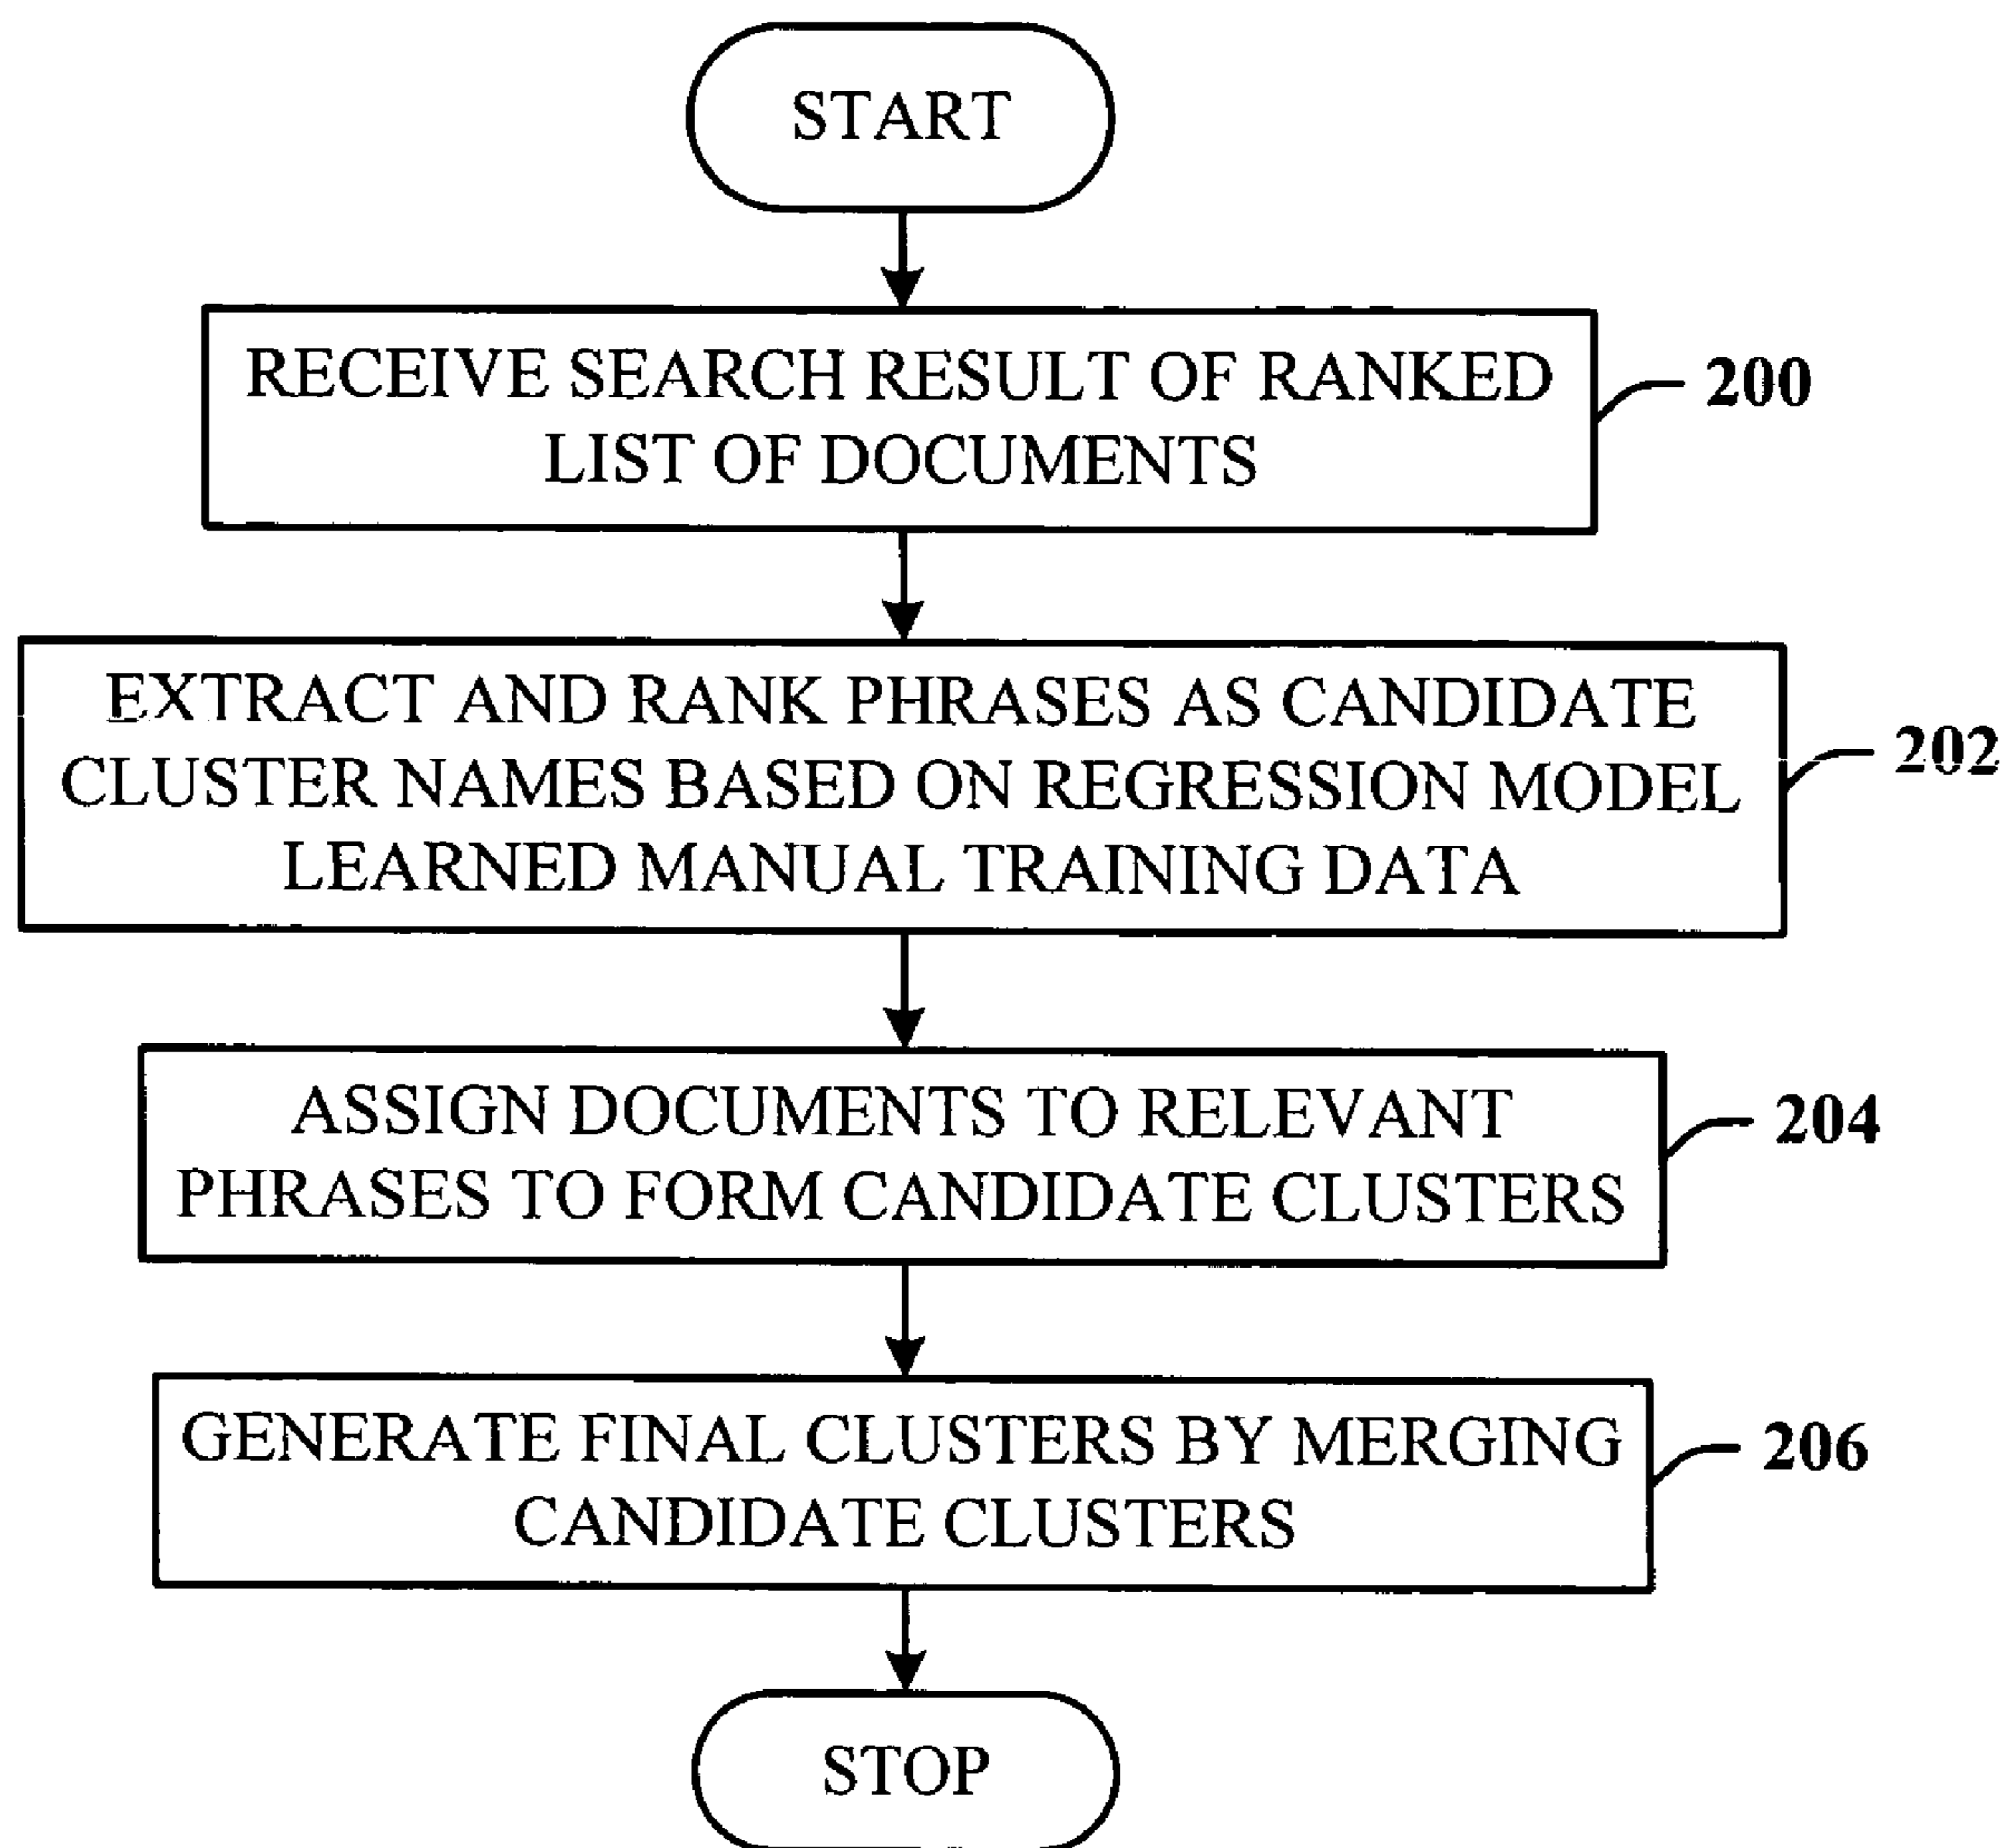 START
RECEIVE SEARCH RESULT OF RANKED
LIST OF DOCUMENTS
200
EXTRACT AND RANK PHRASES AS CANDIDATE
CLUSTER NAMES BASED ON REGRESSION MODEL
LEARNED MANUAL TRAINING DATA
202
ASSIGN DOCUMENTS TO RELEVANT
PHRASES TO FORM CANDIDATE CLUSTERS
204
GENERATE FINAL CLUSTERS BY MERGING
CANDIDATE CLUSTERS
206
STOP